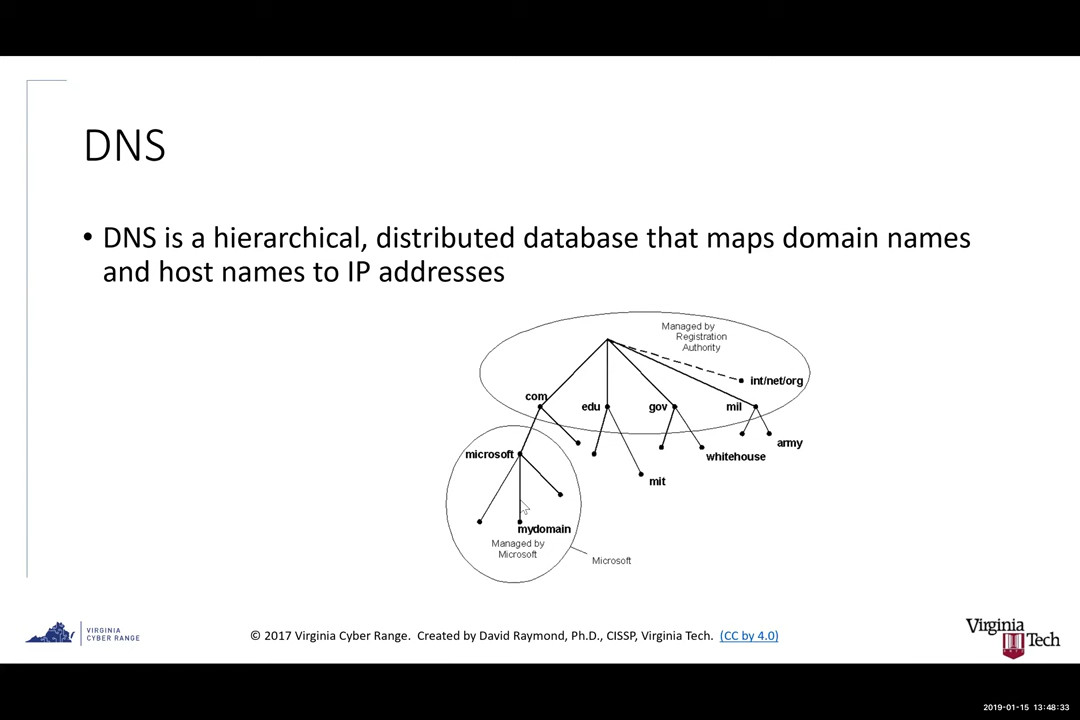 DNS
• DNS is a hierarchical, distributed database that maps domain names
and host names to IP addresses
Managed by
Registration
Authority
int/net/org
com
edu
gov
mil
army
whitehouse
microsoft
mit
mydomain
Managed by
Microsoft
Microsoft
VIRGINIA
CYBER RANGE
© 2017 Virginia Cyber Range. Created by David Raymond, Ph.D., CISSP, Virginia Tech. (CC by 4.0)
Virginia
Tech
2019-01-15 13:48:33